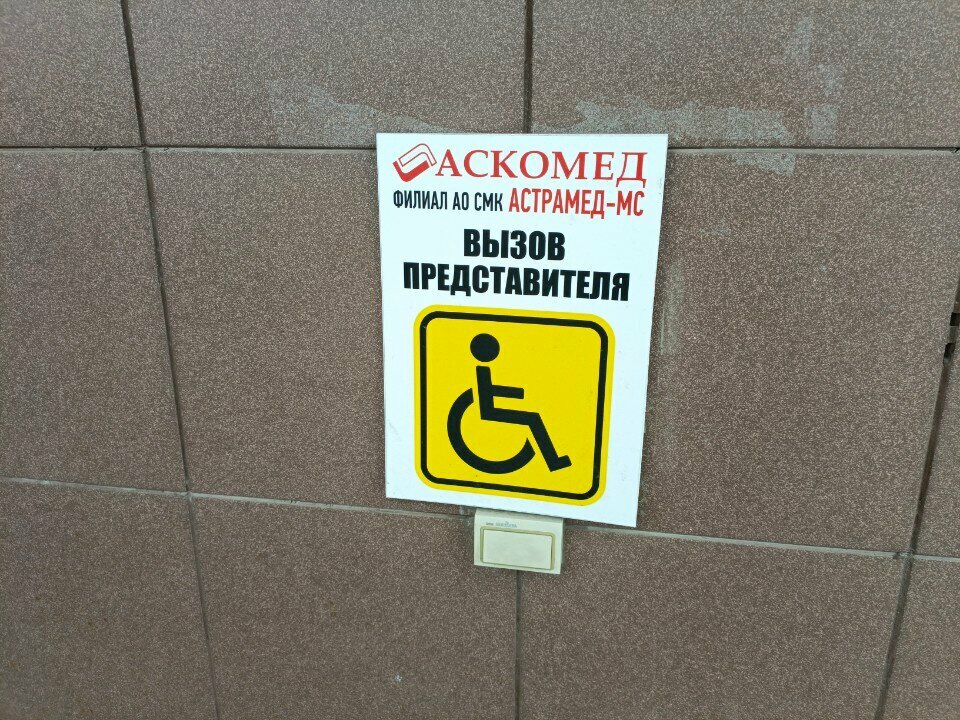 АСКОМЕД
ФИЛИАЛ АО СМК АСТРАМЕД-МС
ВЫЗОВ
ПРЕДСТАВИТЕЛЯ